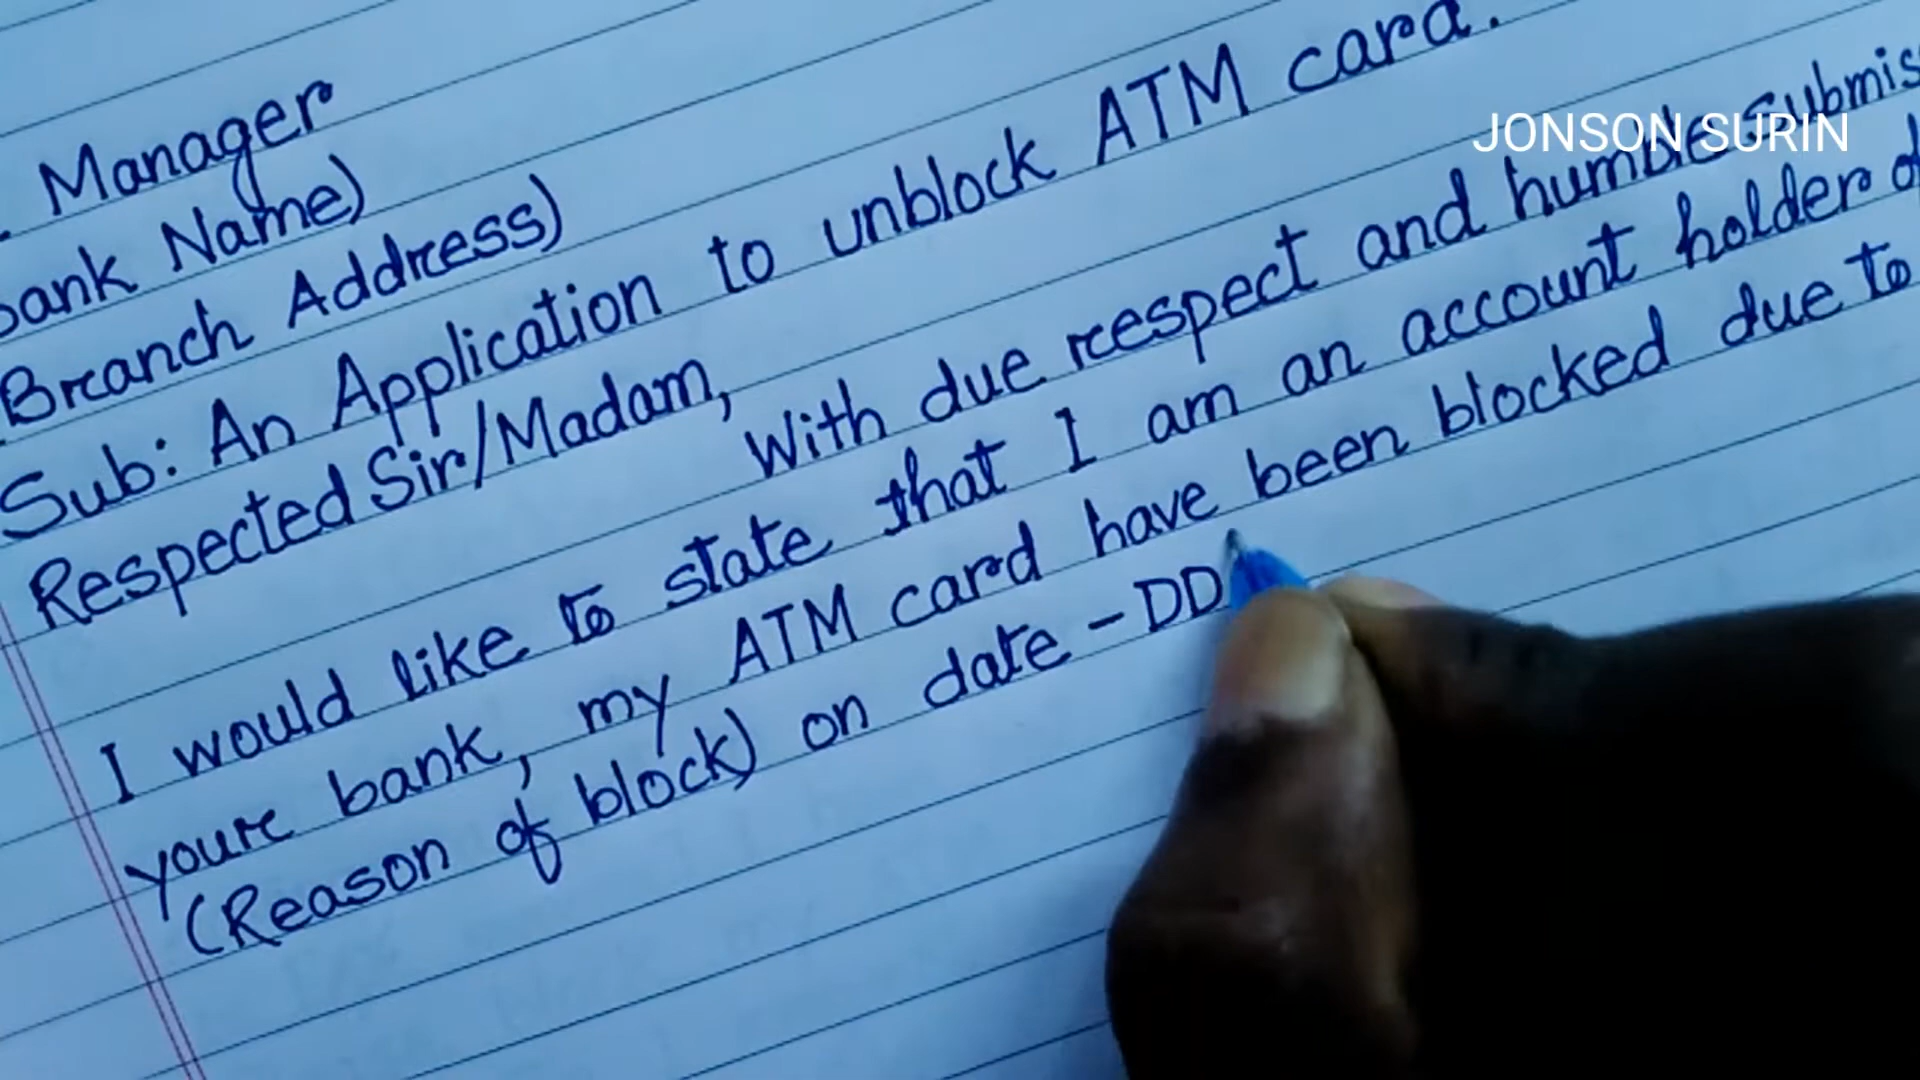 Manager
bank Name)
Branch Address)
Sub: An Application to unblock ATM card.
Respected Sir/Madam,
With due respect and humble submis
I would like to state that I am an account holder of
youre bank, my ATM card have been blocked due to
(Reason of block) on date - DD
JONSON SURIN